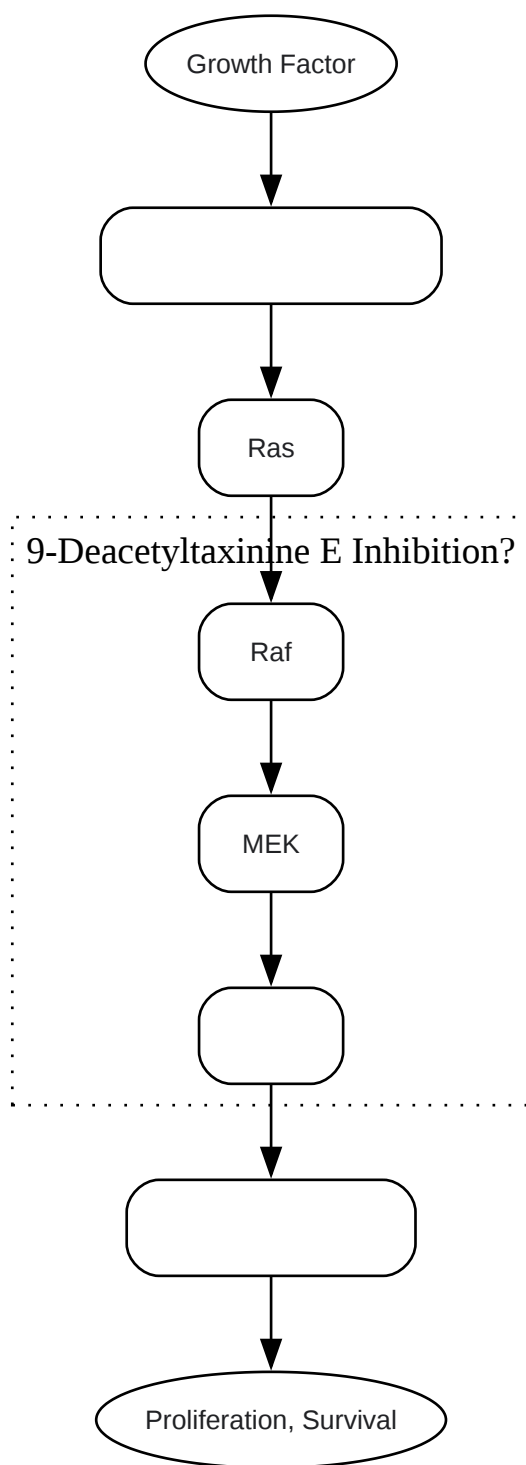 Growth Factor
Ras
9-Deacetyltaxinine E Inhibition?
Raf
MEK
Proliferation, Survival